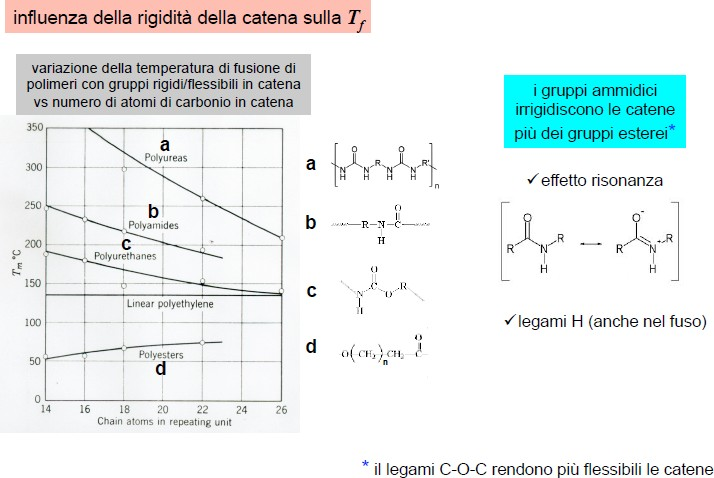 influenza della rigidità della catena sulla Tf
variazione della temperatura di fusione di
polimeri con gruppi rigidi/flessibili in catena
vs numero di atomi di carbonio in catena
i gruppi ammidici
irrigidiscono le catene
più dei gruppi esterei*
✓effetto risonanza
✓legami H (anche nel fuso)
350
300
250
200
150
100
50
0
Tm °C
a
Polyureas
b
Polyamides
c
Polyurethanes
Linear polyethylene
Polyesters
d
14 16 18 20 22 24 26
Chain atoms in repeating unit
a
O O
N R N N R' N
H H H H
n
b
O
R-N-C
H
c
O
N C O R
H
d
O
-O(CH2)CH2 C
n
O O-
R N R R N R
H H
* il legami C-O-C rendono più flessibili le catene